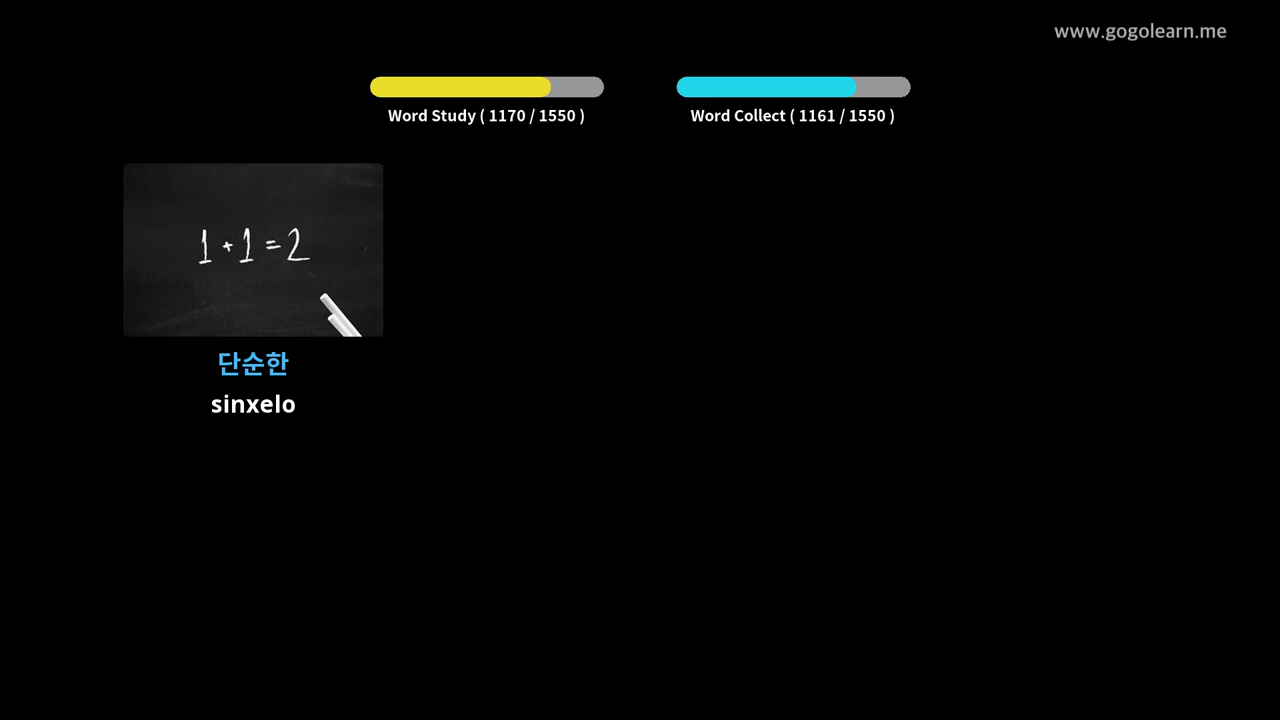 www.gogolearn.me
Word Study ( 1170 / 1550 )
Word Collect ( 1161 / 1550 )
1 + 1 = 2
단순한
sinxelo